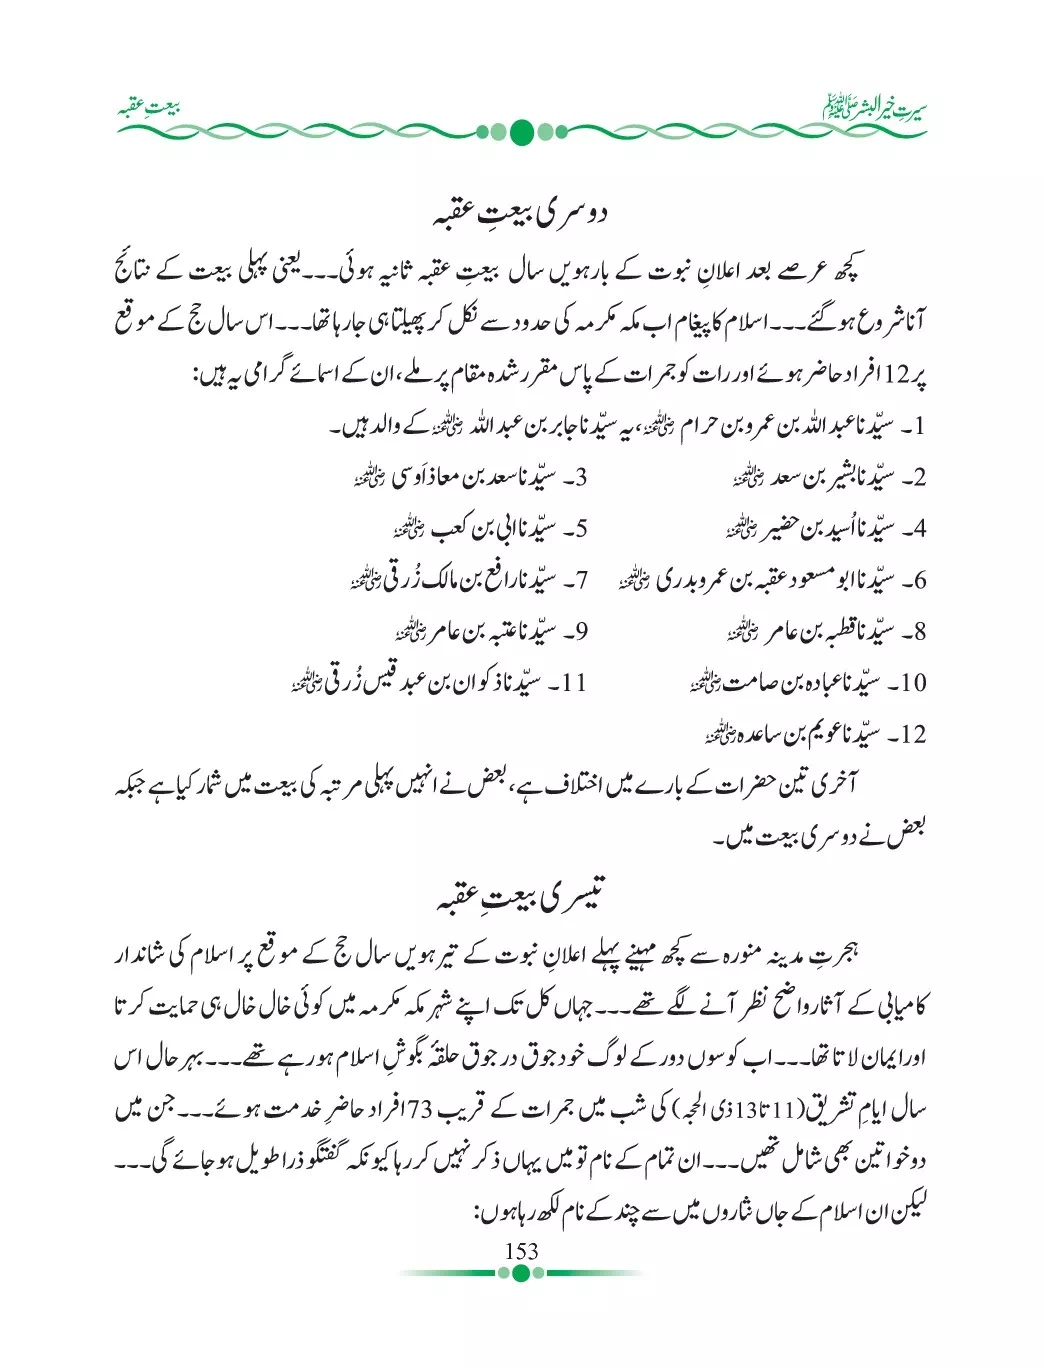 سیرتِ خیر البشر ﷺ
بیعتِ عقبہ
دوسری بیعتِ عقبہ
کچھ عرصے بعد اعلانِ نبوت کے بارہویں سال بیعتِ عقبہ ثانیہ ہوئی۔۔۔یعنی پہلی بیعت کے نتائج
آنا شروع ہو گئے۔۔۔اسلام کا پیغام اب مکہ مکرمہ کی حدود سے نکل کر پھیلتا ہی جا رہا تھا۔۔۔اس سال حج کے موقع
پر 12 افراد حاضر ہوئے اور رات کو جمرات کے پاس مقرر شدہ مقام پر ملے، ان کے اسمائے گرامی یہ ہیں:
1۔ سیّدنا عبد اللہ بن عمرو بن حرام رضی اللہ عنہ، یہ سیّدنا جابر بن عبد اللہ رضی اللہ عنہ کے والد ہیں۔
2۔ سیّدنا بشیر بن سعد رضی اللہ عنہ 3۔ سیّدنا سعد بن معاذ اَوسی رضی اللہ عنہ
4۔ سیّدنا اُسید بن حضیر رضی اللہ عنہ 5۔ سیّدنا ابی بن کعب رضی اللہ عنہ
6۔ سیّدنا ابو مسعود عقبہ بن عمرو بدری رضی اللہ عنہ 7۔ سیّدنا رافع بن مالک زُرقی رضی اللہ عنہ
8۔ سیّدنا قطبہ بن عامر رضی اللہ عنہ 9۔ سیّدنا عتبہ بن عامر رضی اللہ عنہ
10۔ سیّدنا عبادہ بن صامت رضی اللہ عنہ 11۔ سیّدنا ذکوان بن عبد قیس زُرقی رضی اللہ عنہ
12۔ سیّدنا عویم بن ساعدہ رضی اللہ عنہ
آخری تین حضرات کے بارے میں اختلاف ہے، بعض نے انہیں پہلی مرتبہ کی بیعت میں شمار کیا ہے جبکہ
بعض نے دوسری بیعت میں۔
تیسری بیعتِ عقبہ
ہجرتِ مدینہ منورہ سے کچھ مہینے پہلے اعلانِ نبوت کے تیرہویں سال حج کے موقع پر اسلام کی شاندار
کامیابی کے آثار واضح نظر آنے لگے تھے۔۔۔جہاں کل تک اپنے شہر مکہ مکرمہ میں کوئی خال خال ہی حمایت کرتا
اور ایمان لاتا تھا۔۔۔اب کوسوں دور کے لوگ خود جوق در جوق حلقۂ بگوشِ اسلام ہو رہے تھے۔۔۔بہر حال اس
سال ایامِ تشریق (11 تا 13 ذی الحجہ) کی شب میں جمرات کے قریب 73 افراد حاضرِ خدمت ہوئے۔۔۔جن میں
دو خواتین بھی شامل تھیں۔۔۔ان تمام کے نام تو میں یہاں ذکر نہیں کر رہا کیونکہ گفتگو ذرا طویل ہو جائے گی۔۔۔
لیکن ان اسلام کے جاں نثاروں میں سے چند کے نام لکھ رہا ہوں:
153